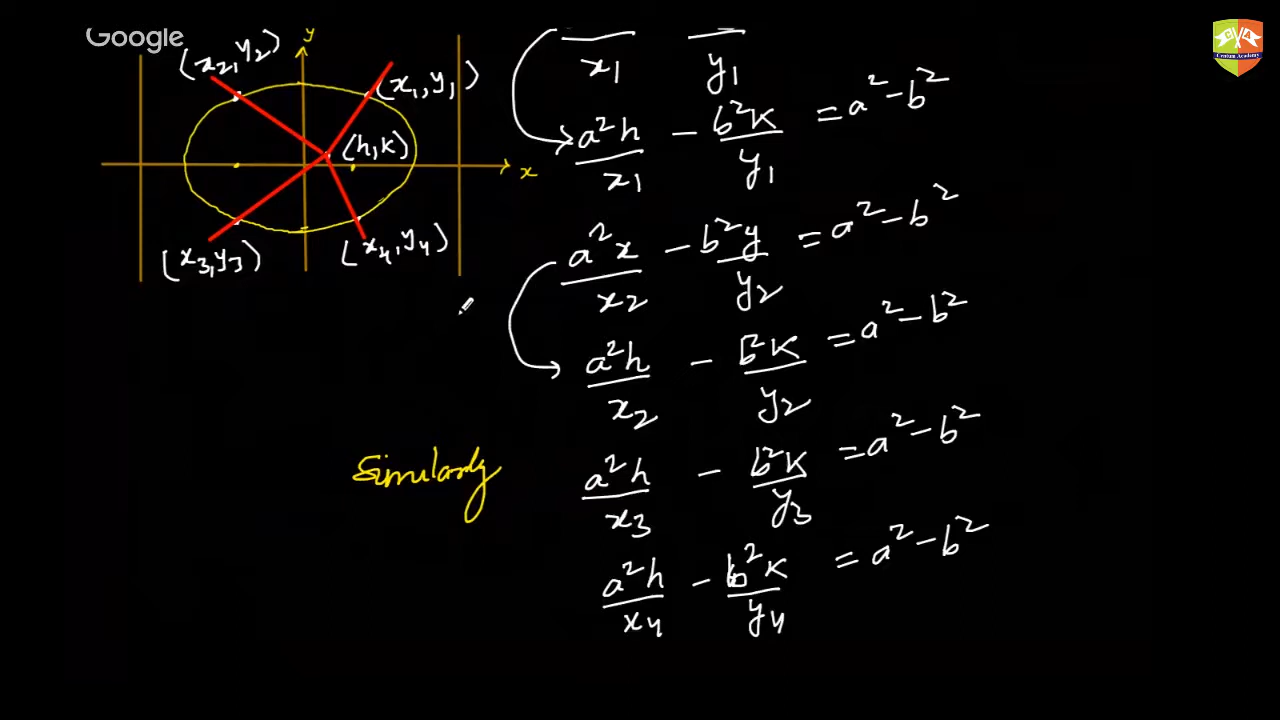 Google
y
(x₂,y₂)
(x₁,y₁)
(h,k)
x
(x₃,y₃)
(x₄,y₄)
x₁ y₁
a²h/x₁ − b²k/y₁ = a²−b²
a²x/x₂ − b²y/y₂ = a²−b²
a²h/x₂ − b²k/y₂ = a²−b²
Similarly
a²h/x₃ − b²k/y₃ = a²−b²
a²h/x₄ − b²k/y₄ = a²−b²
Centum Academy